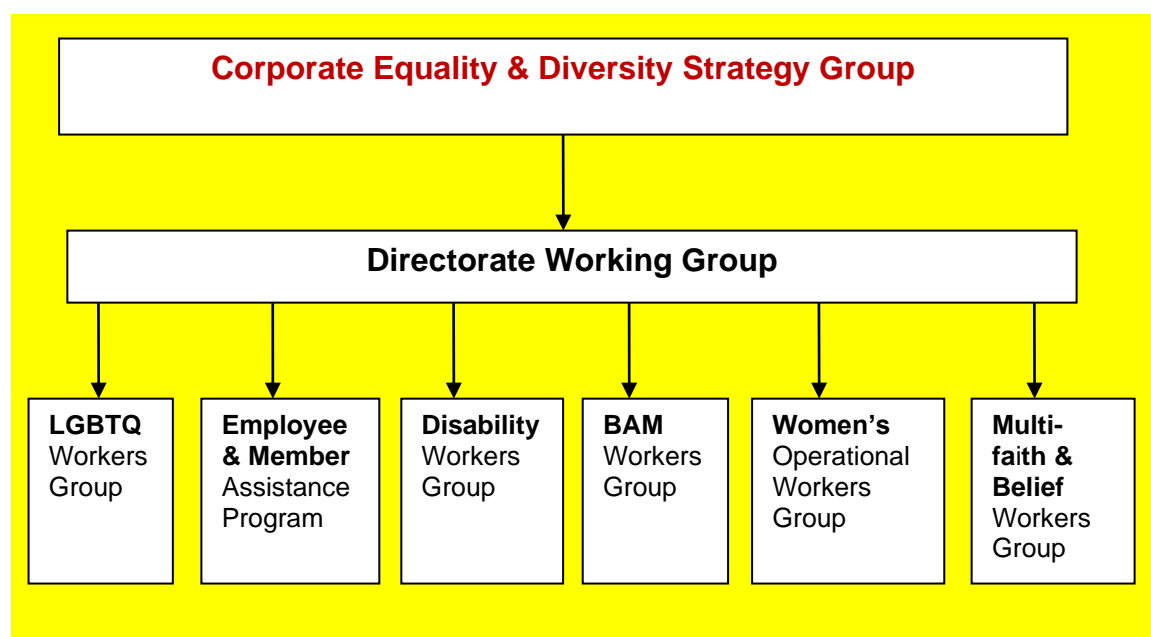 Corporate Equality & Diversity Strategy Group
Directorate Working Group
LGBTQ
Workers
Group
Employee
& Member
Assistance
Program
Disability
Workers
Group
BAM
Workers
Group
Women's
Operational
Workers
Group
Multi-
faith &
Belief
Workers
Group